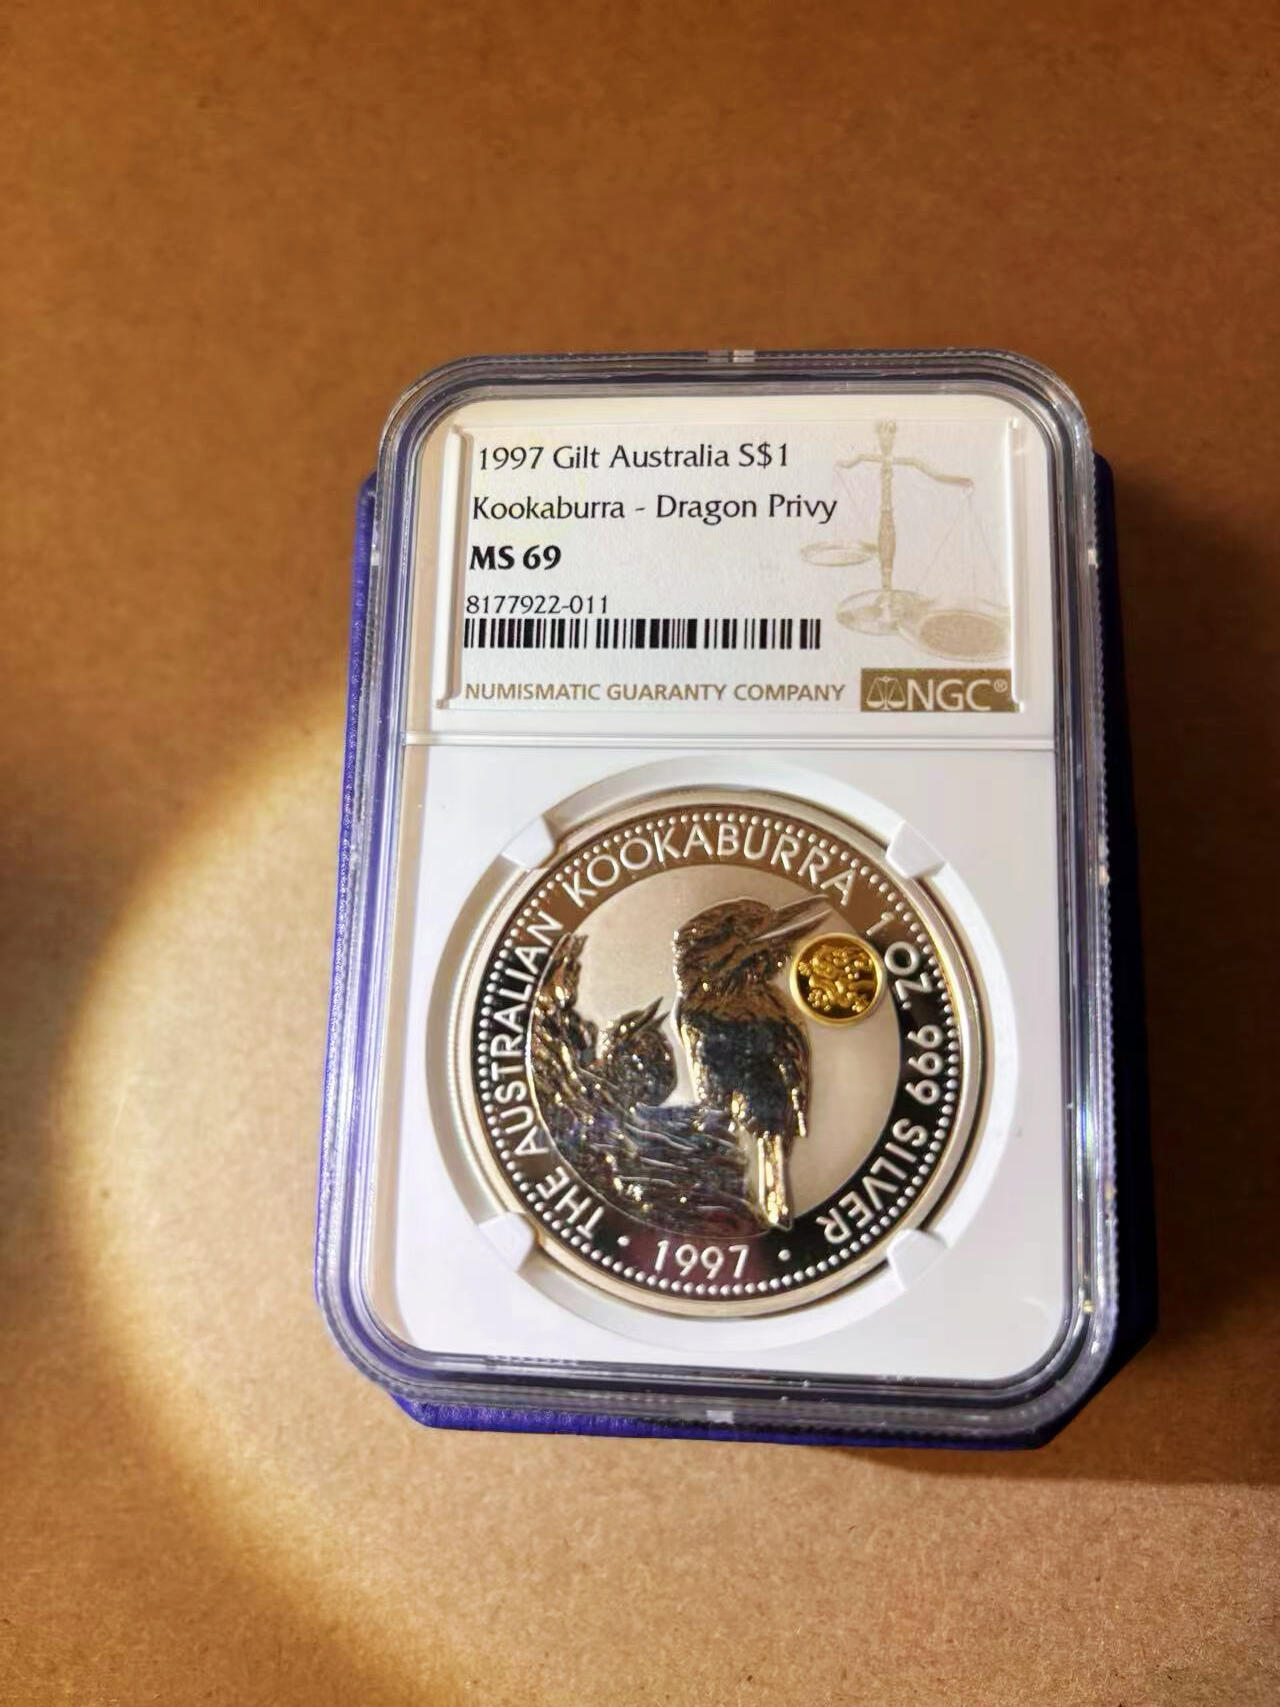 1997 Gilt Australia S$1
Kookaburra - Dragon Privy
MS 69
8177922-011
NUMISMATIC GUARANTY COMPANY NGC®
THE AUSTRALIAN KOOKABURRA 1 OZ. 999 SILVER
· 1997 ·